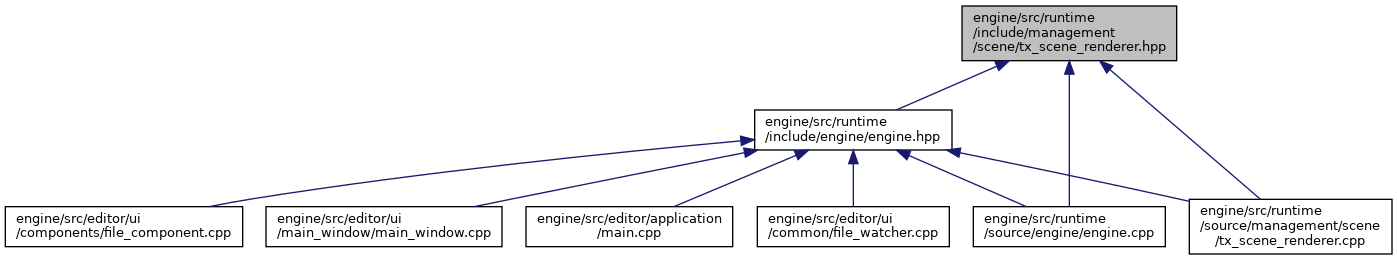 engine/src/runtime
/include/management
/scene/tx_scene_renderer.hpp
engine/src/runtime
/include/engine/engine.hpp
engine/src/editor/ui
/components/file_component.cpp
engine/src/editor/ui
/main_window/main_window.cpp
engine/src/editor/application
/main.cpp
engine/src/editor/ui
/common/file_watcher.cpp
engine/src/runtime
/source/engine/engine.cpp
engine/src/runtime
/source/management/scene
/tx_scene_renderer.cpp